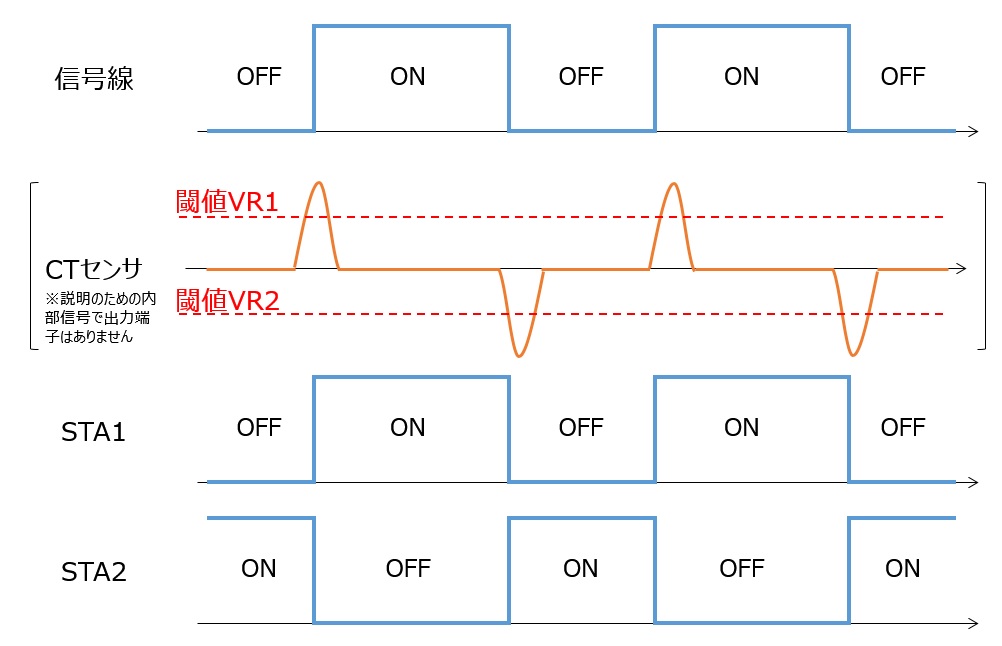 信号線
OFF
ON
OFF
ON
OFF
閾値VR1
CTセンサ
※説明のための内
部信号で出力端
子はありません
閾値VR2
STA1
OFF
ON
OFF
ON
OFF
STA2
ON
OFF
ON
OFF
ON